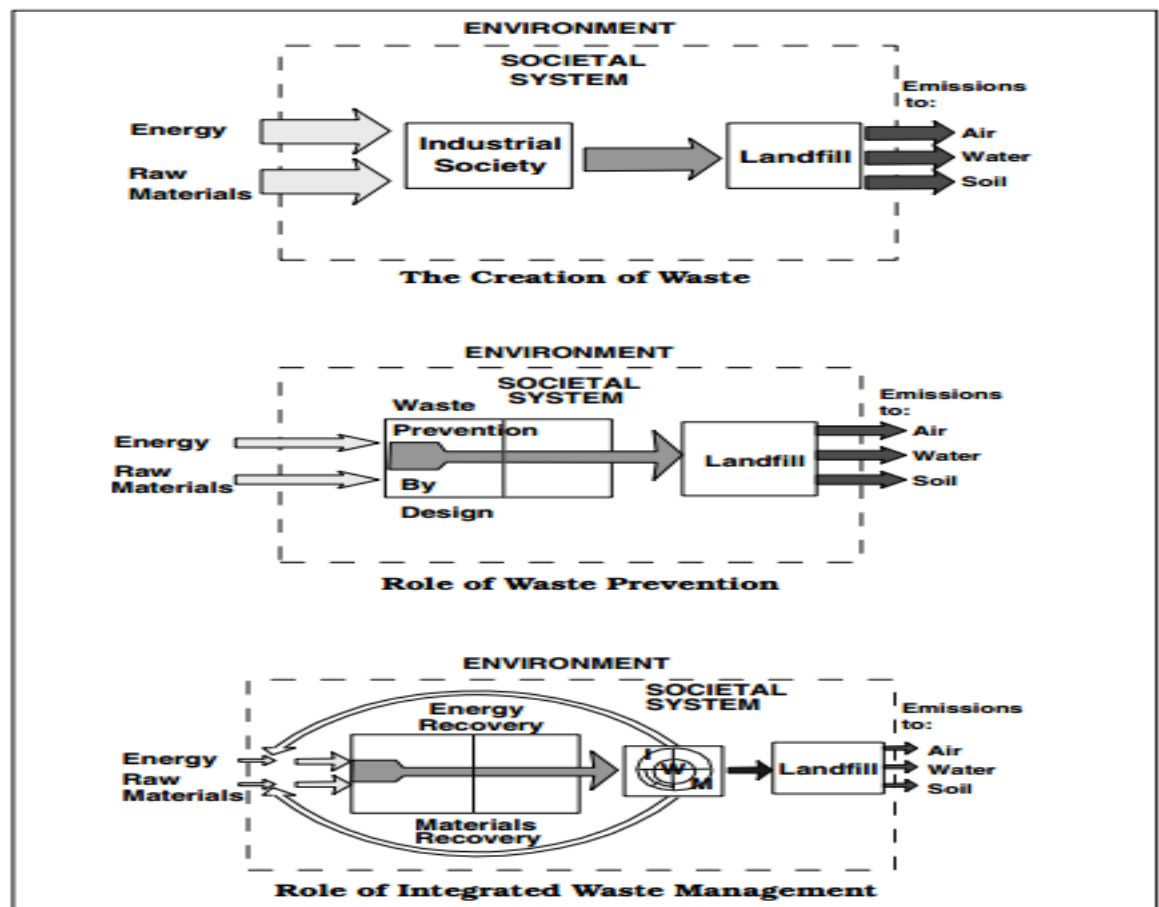 ENVIRONMENT
SOCIETAL
SYSTEM
Emissions
to:
Energy
Raw
Materials
Industrial
Society
Landfill
Air
Water
Soil
The Creation of Waste
ENVIRONMENT
SOCIETAL
SYSTEM
Emissions
to:
Waste
Prevention
By
Design
Energy
Raw
Materials
Landfill
Air
Water
Soil
Role of Waste Prevention
ENVIRONMENT
SOCIETAL
SYSTEM
Emissions
to:
Energy
Recovery
Energy
Raw
Materials
I
W
M
Landfill
Air
Water
Soil
Materials
Recovery
Role of Integrated Waste Management